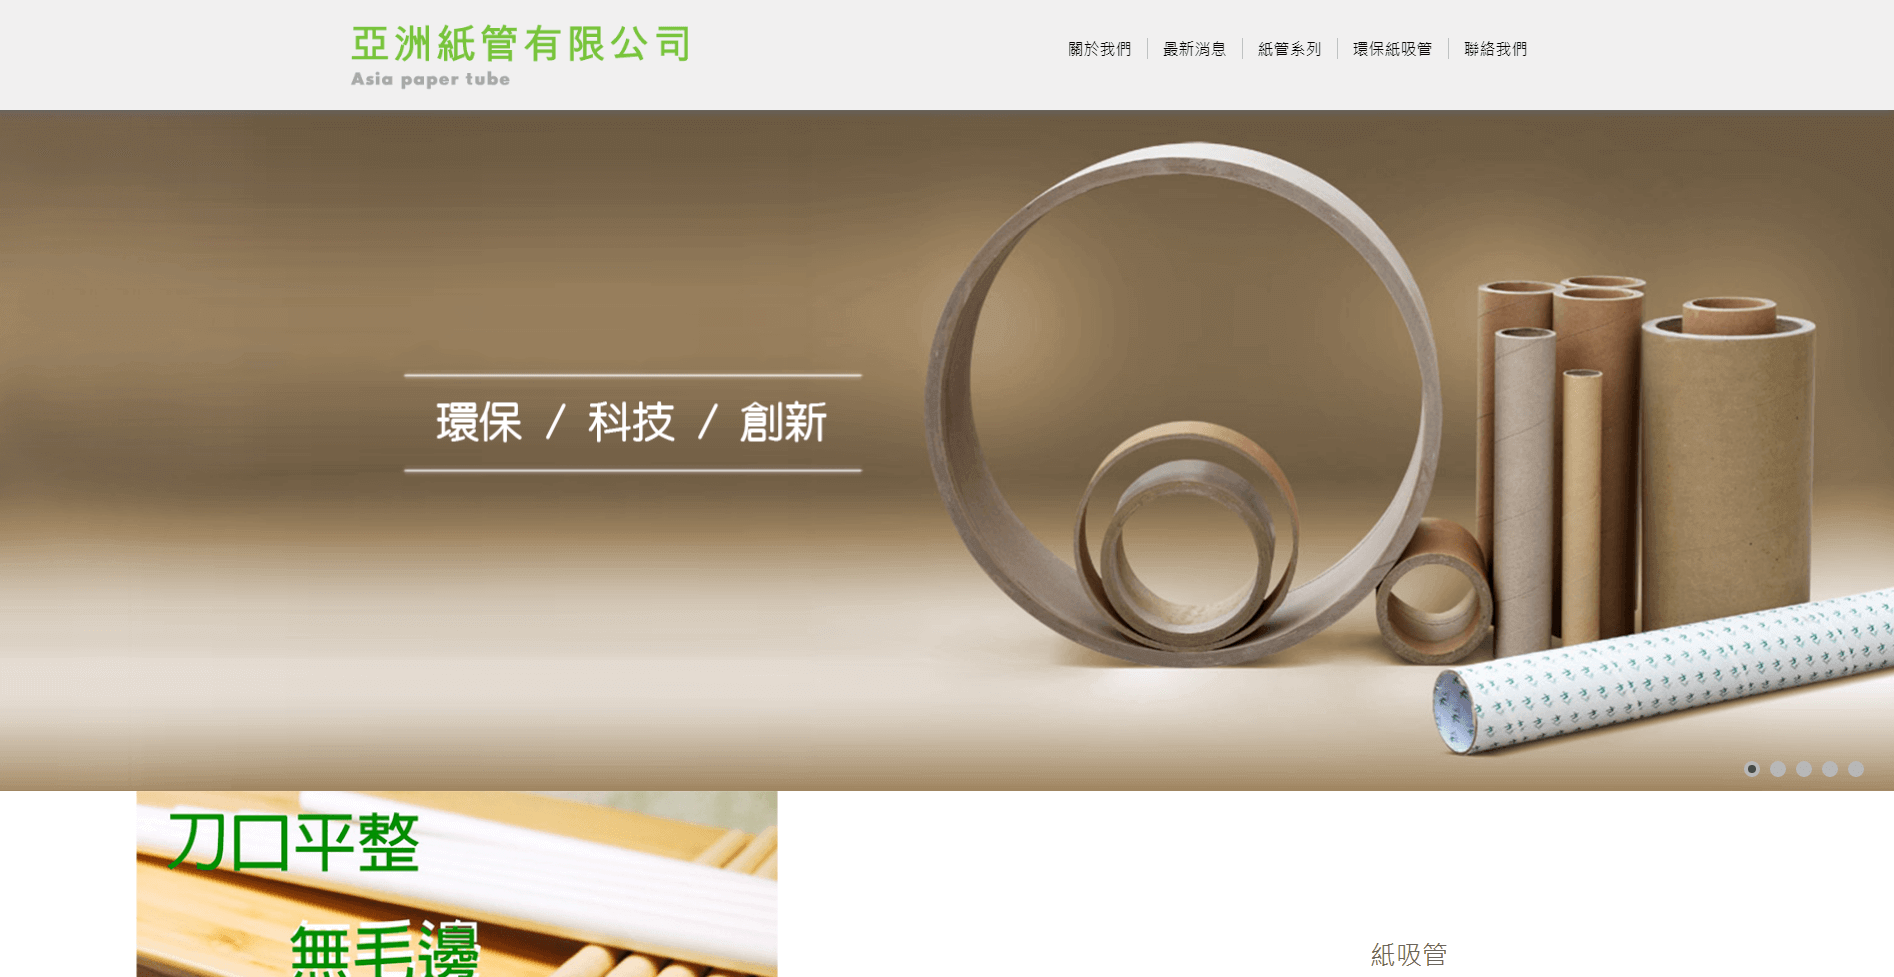 亞洲紙管有限公司
Asia paper tube
關於我們
最新消息
紙管系列
環保紙吸管
聯絡我們
環保 / 科技 / 創新
刀口平整
無毛邊
紙吸管